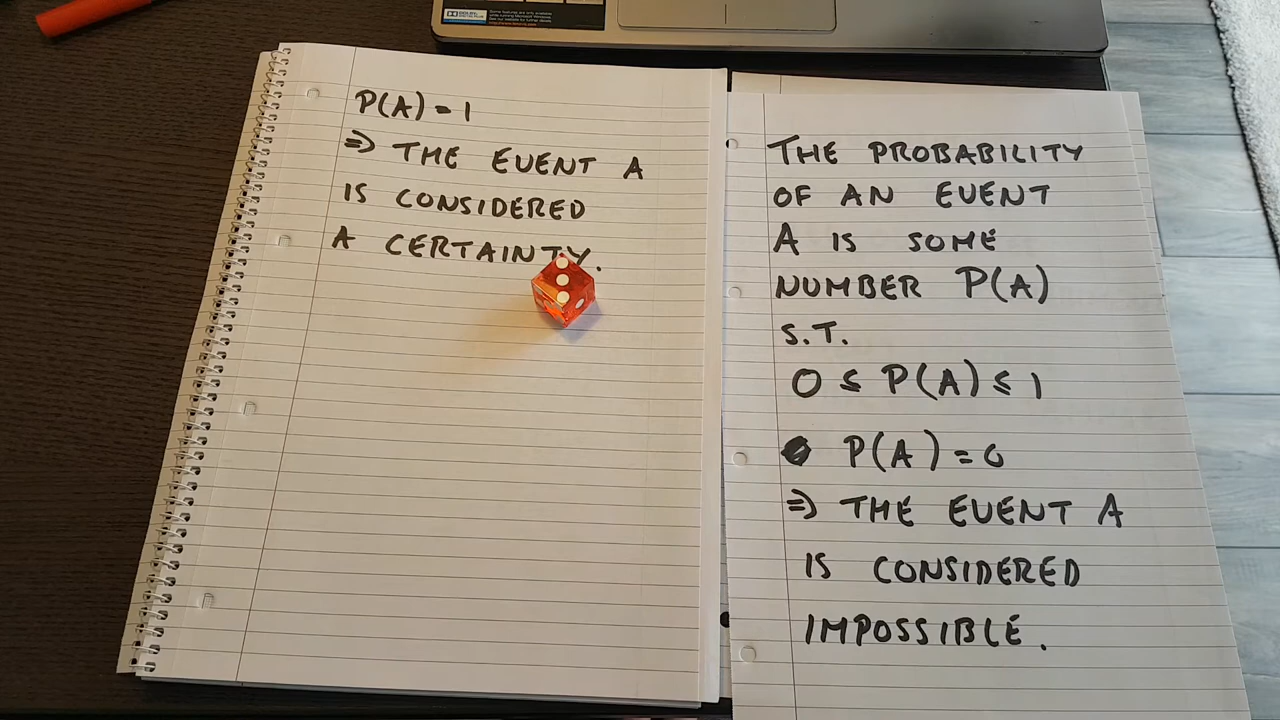 P(A) = 1
⇒ THE EVENT A
IS CONSIDERED
A CERTAINTY.
THE PROBABILITY
OF AN EVENT
A IS SOME
NUMBER P(A)
S.T.
0 ≤ P(A) ≤ 1
• P(A) = 0
⇒ THE EVENT A
IS CONSIDERED
IMPOSSIBLE.